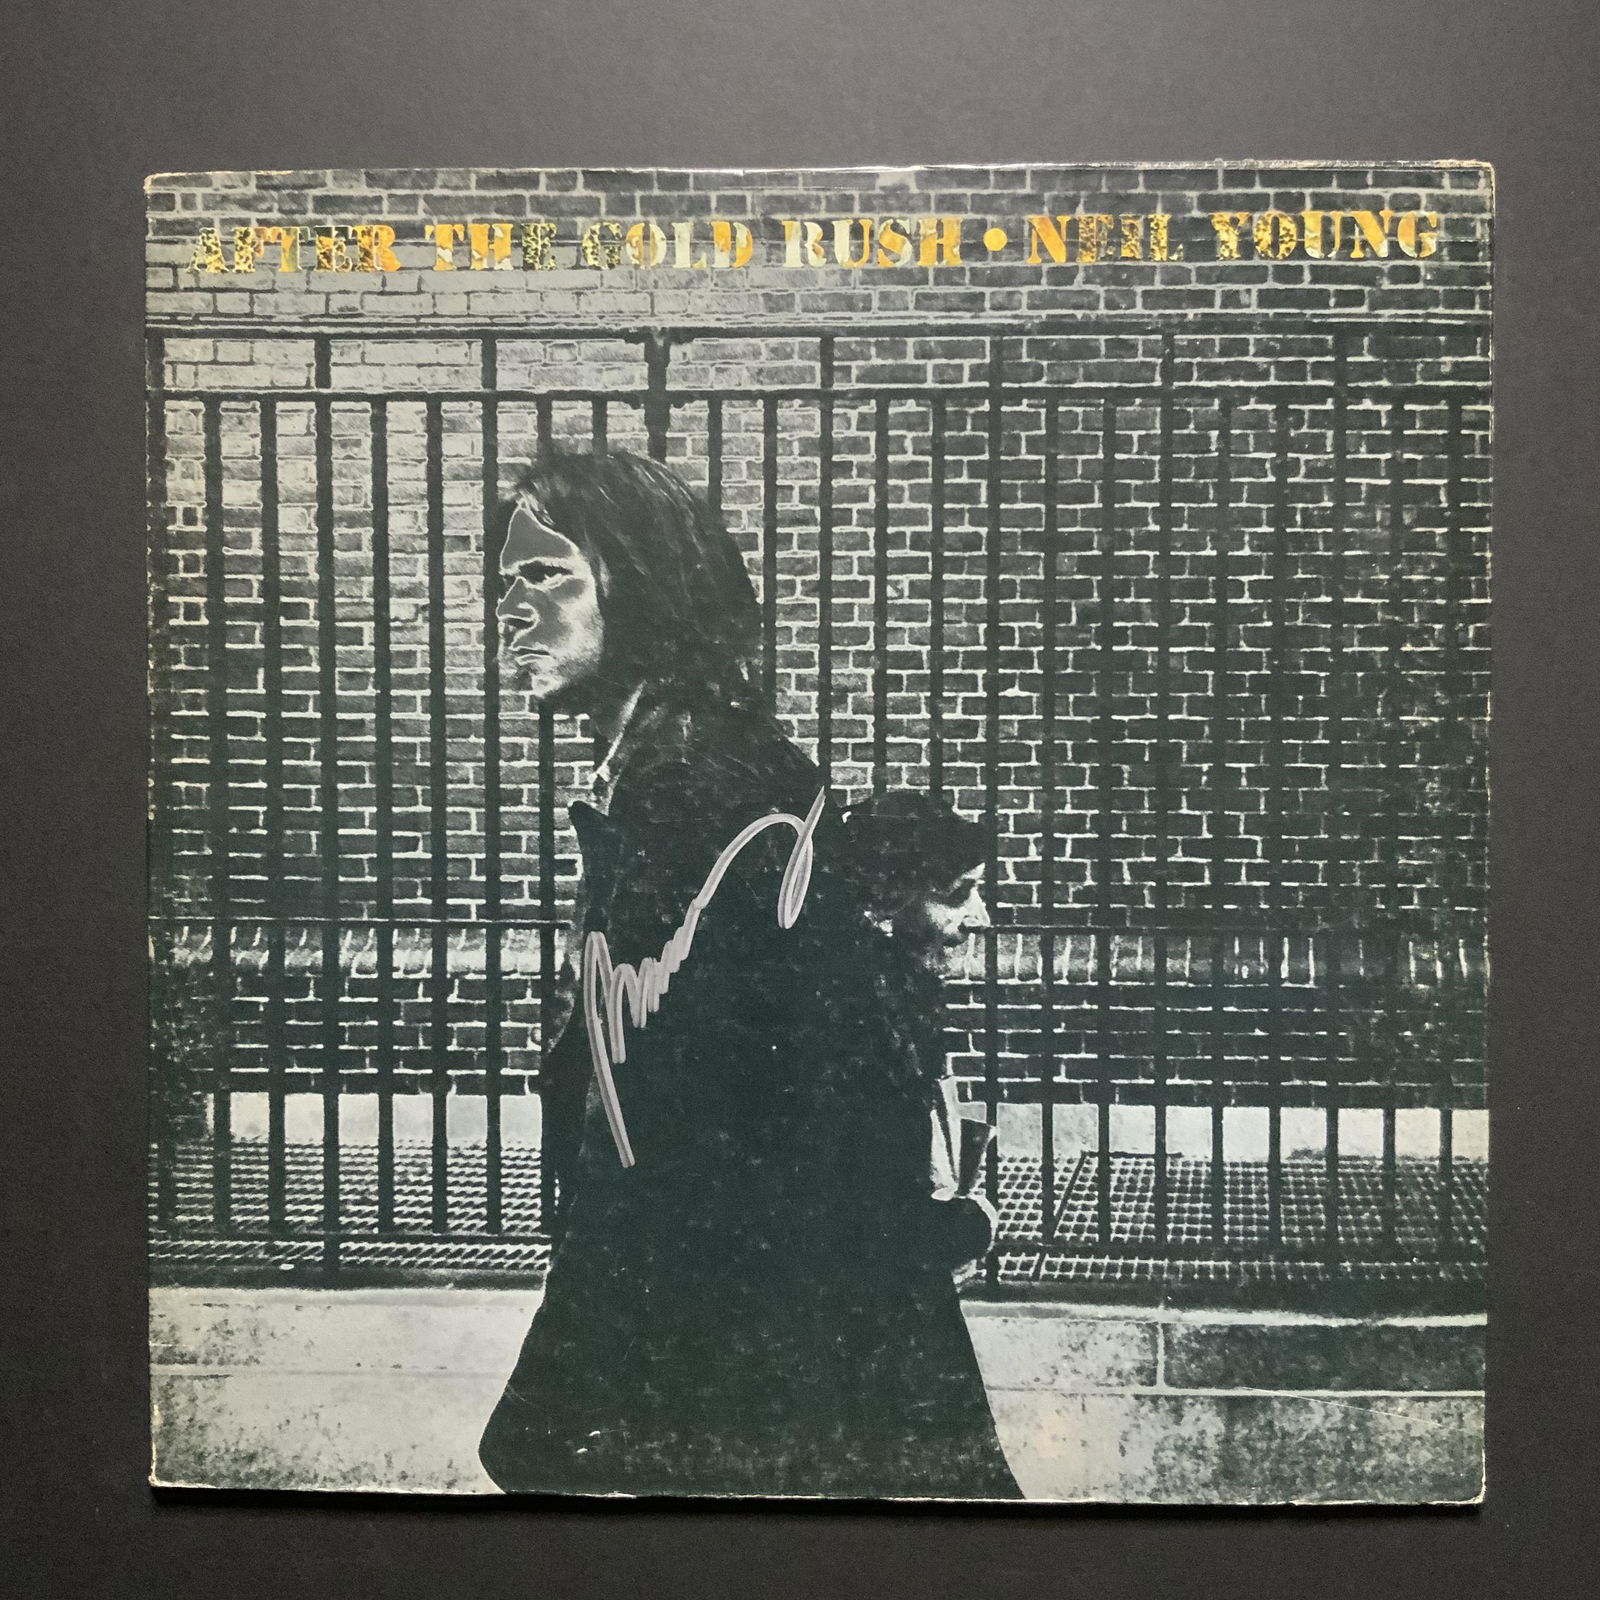 AFTER THE GOLD RUSH • NEIL YOUNG